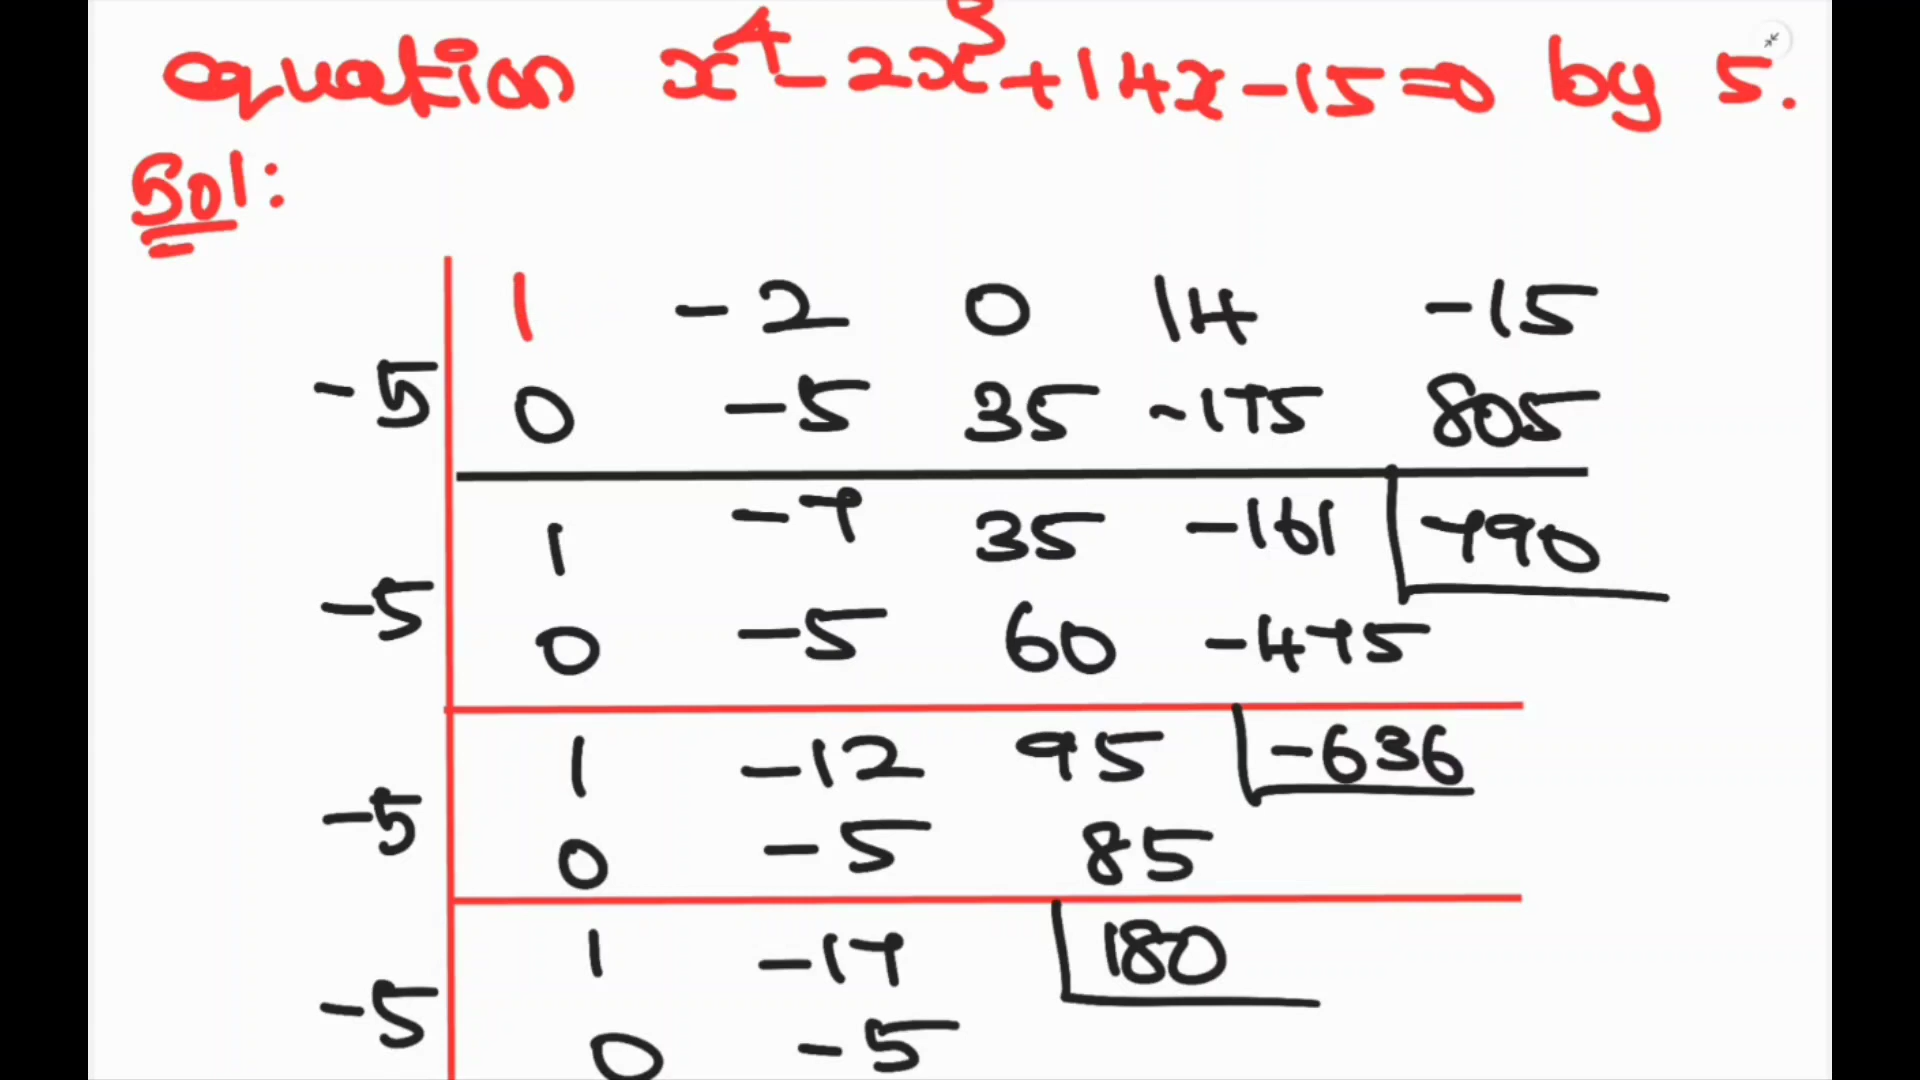 equation x⁴-2x³+14x-15=0 by 5.
Sol:
1 -2 0 14 -15
-5 0 -5 35 -175 805
1 -7 35 -161 790
-5 0 -5 60 -475
1 -12 95 -636
-5 0 -5 85
1 -17 180
-5 0 -5